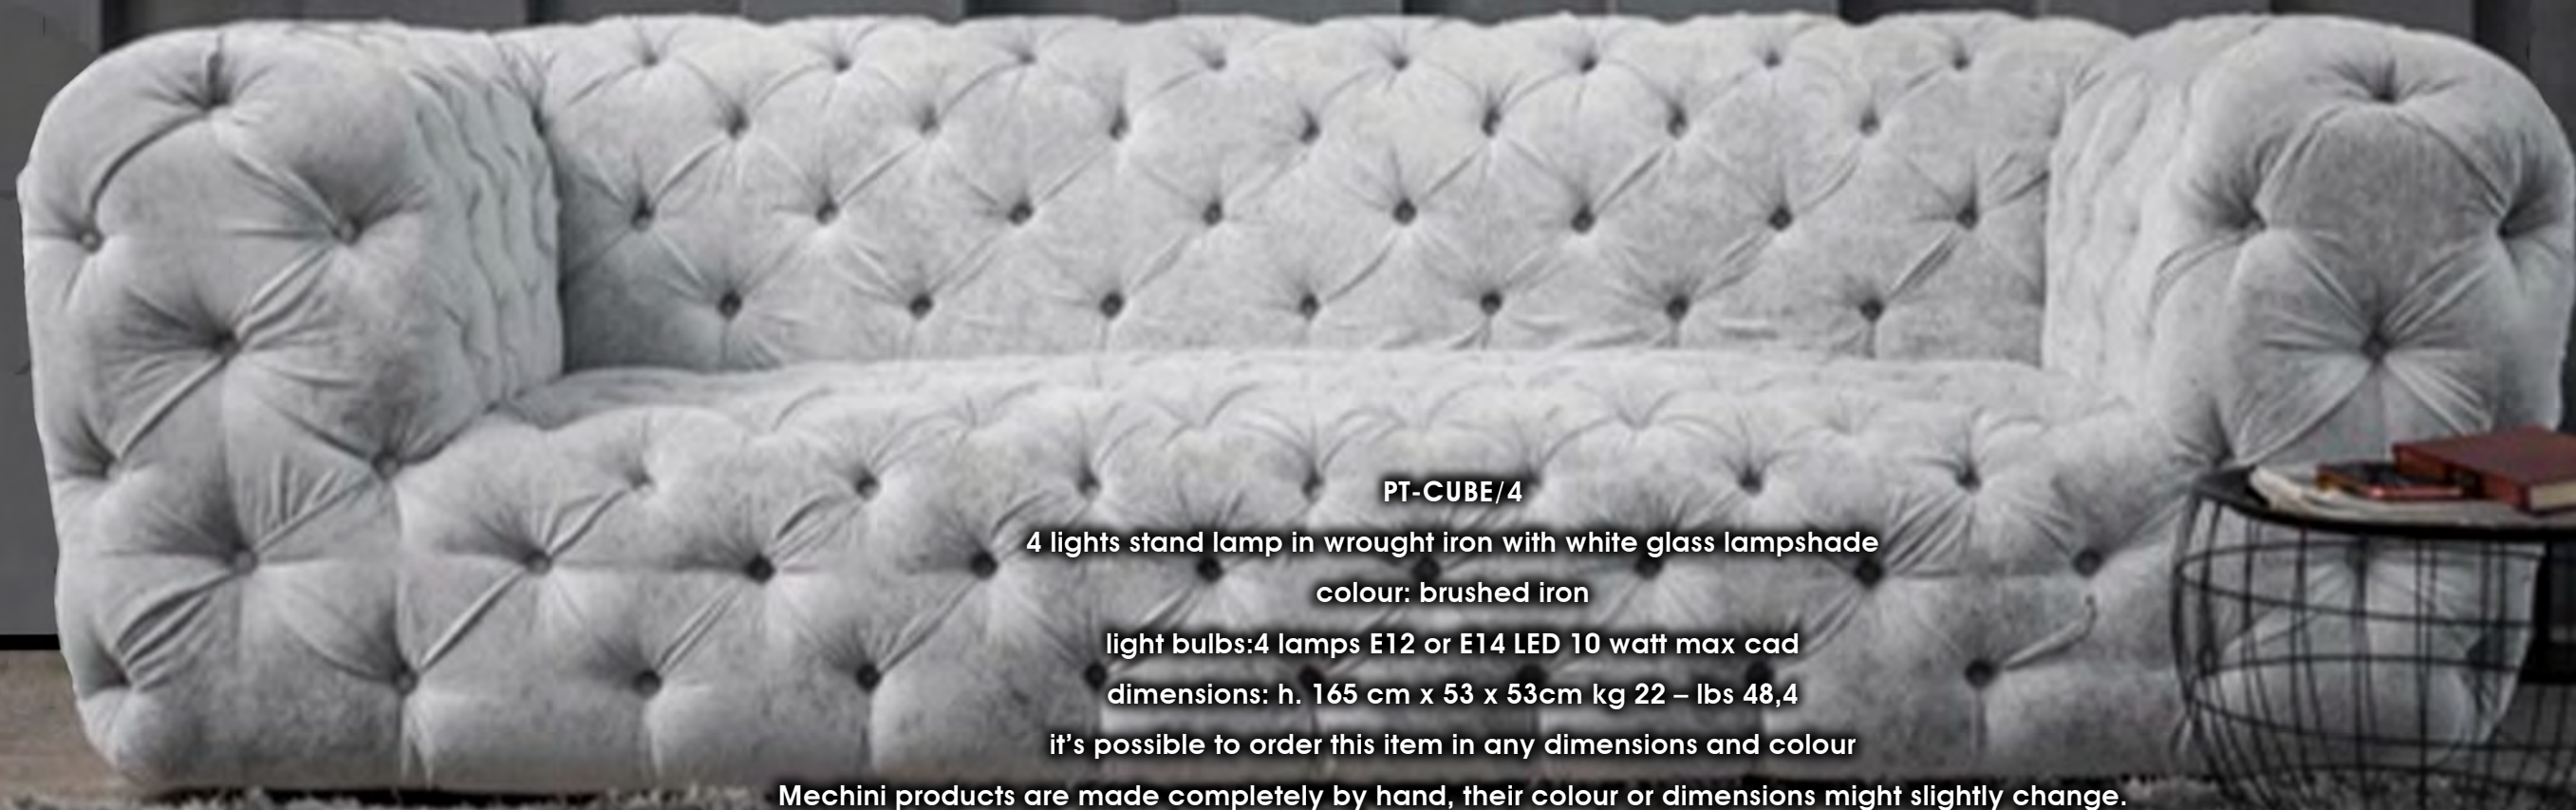 PT-CUBE/4
4 lights stand lamp in wrought iron with white glass lampshade
colour: brushed iron
light bulbs:4 lamps E12 or E14 LED 10 watt max cad
dimensions: h. 165 cm x 53 x 53cm kg 22 – lbs 48,4
it’s possible to order this item in any dimensions and colour
Mechini products are made completely by hand, their colour or dimensions might slightly change.